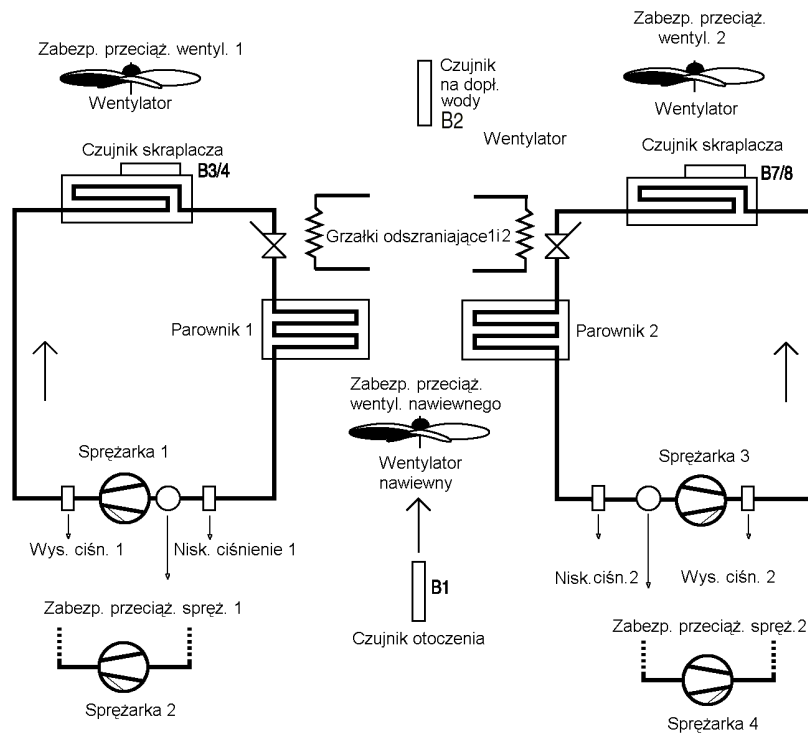 Zabezp. przeciąż. wentyl. 1
Wentylator
Czujnik
na dopł.
wody
B2
Zabezp. przeciąż.
wentyl. 2
Wentylator
Wentylator
Czujnik skraplacza
B3/4
Czujnik skraplacza
B7/8
Grzałki odszraniające1i2
Parownik 1
Parownik 2
Zabezp. przeciąż.
wentyl. nawiewnego
Wentylator
nawiewny
Sprężarka 1
Sprężarka 3
Wys. ciśn. 1
Nisk. ciśnienie 1
Nisk.ciśn.2
Wys. ciśn. 2
B1
Czujnik otoczenia
Zabezp. przeciąż. spręż. 1
Sprężarka 2
Zabezp. przeciąż. spręż.2
Sprężarka 4